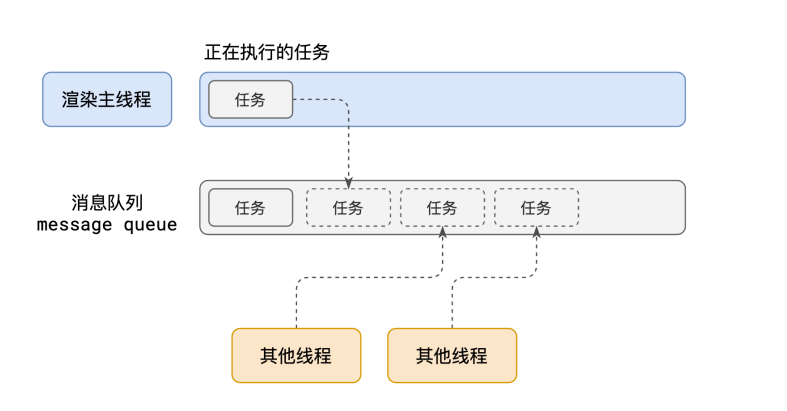 正在执行的任务
渲染主线程
任务
消息队列
message queue
任务
任务
任务
任务
其他线程
其他线程